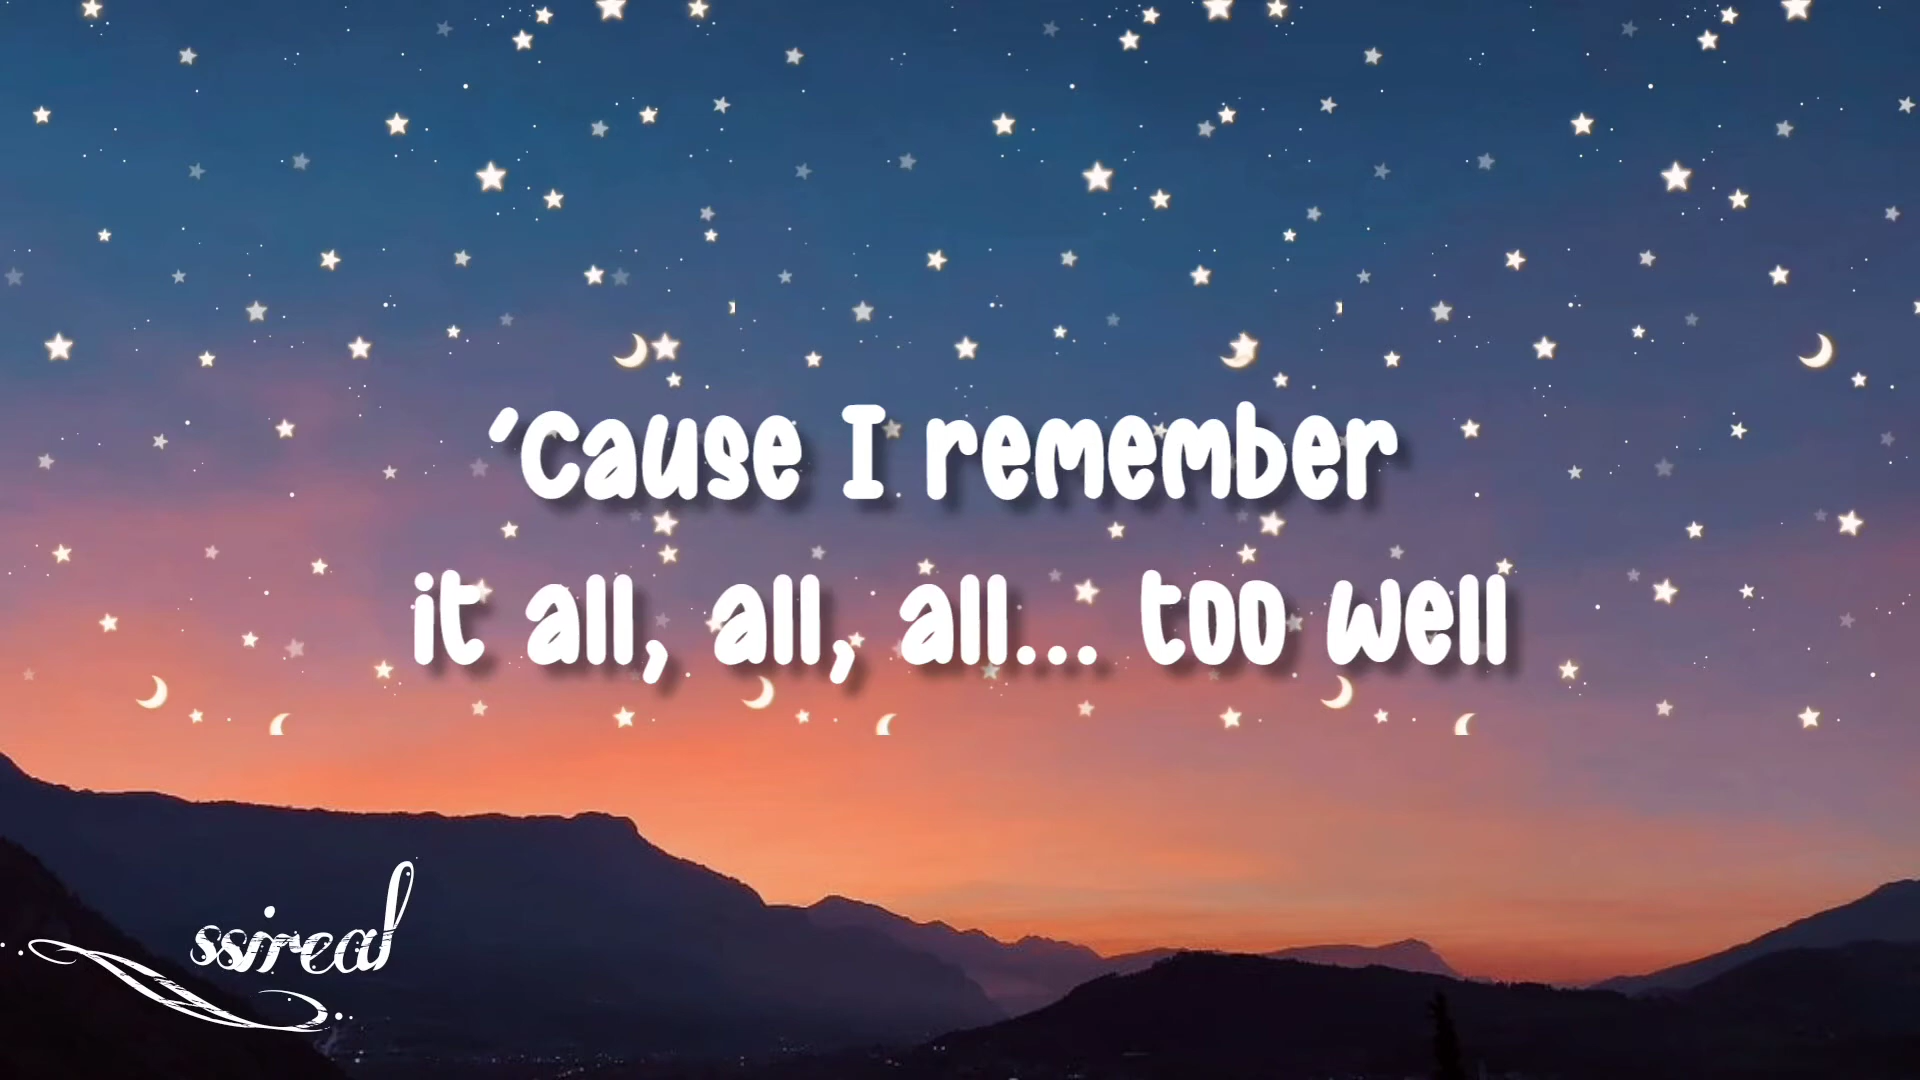 'Cause I remember
it all, all, all... too well
ssireal